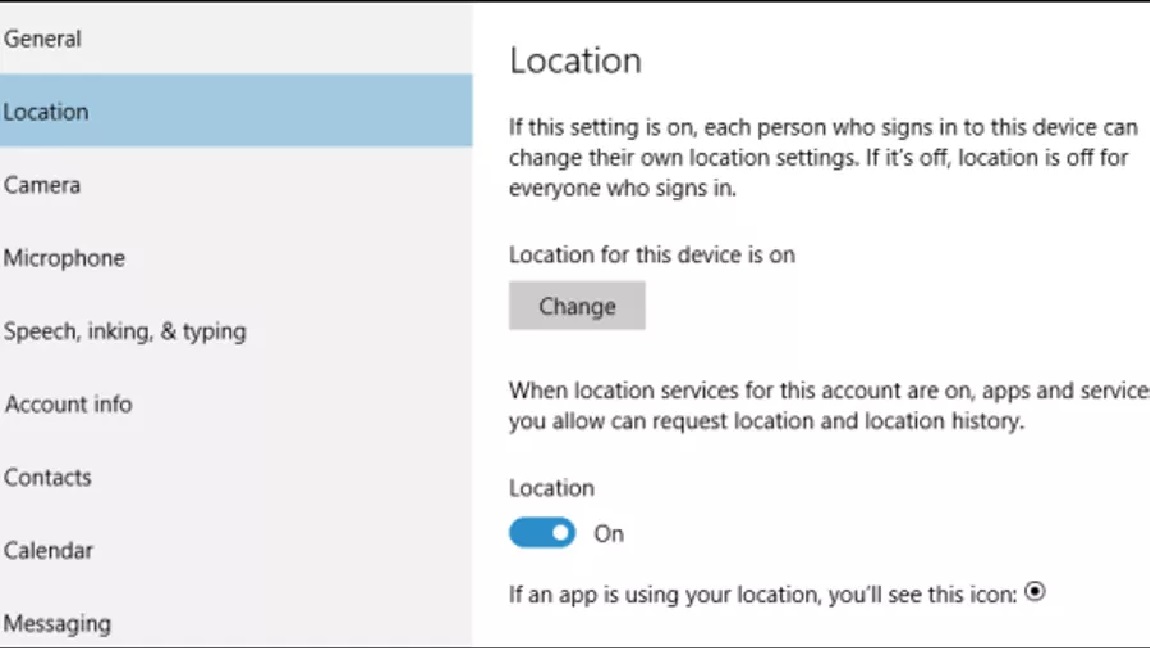 General
Location
Camera
Microphone
Speech, inking, & typing
Account info
Contacts
Calendar
Messaging
Location
If this setting is on, each person who signs in to this device can
change their own location settings. If it's off, location is off for
everyone who signs in.
Location for this device is on
Change
When location services for this account are on, apps and service
you allow can request location and location history.
Location
On
If an app is using your location, you'll see this icon: